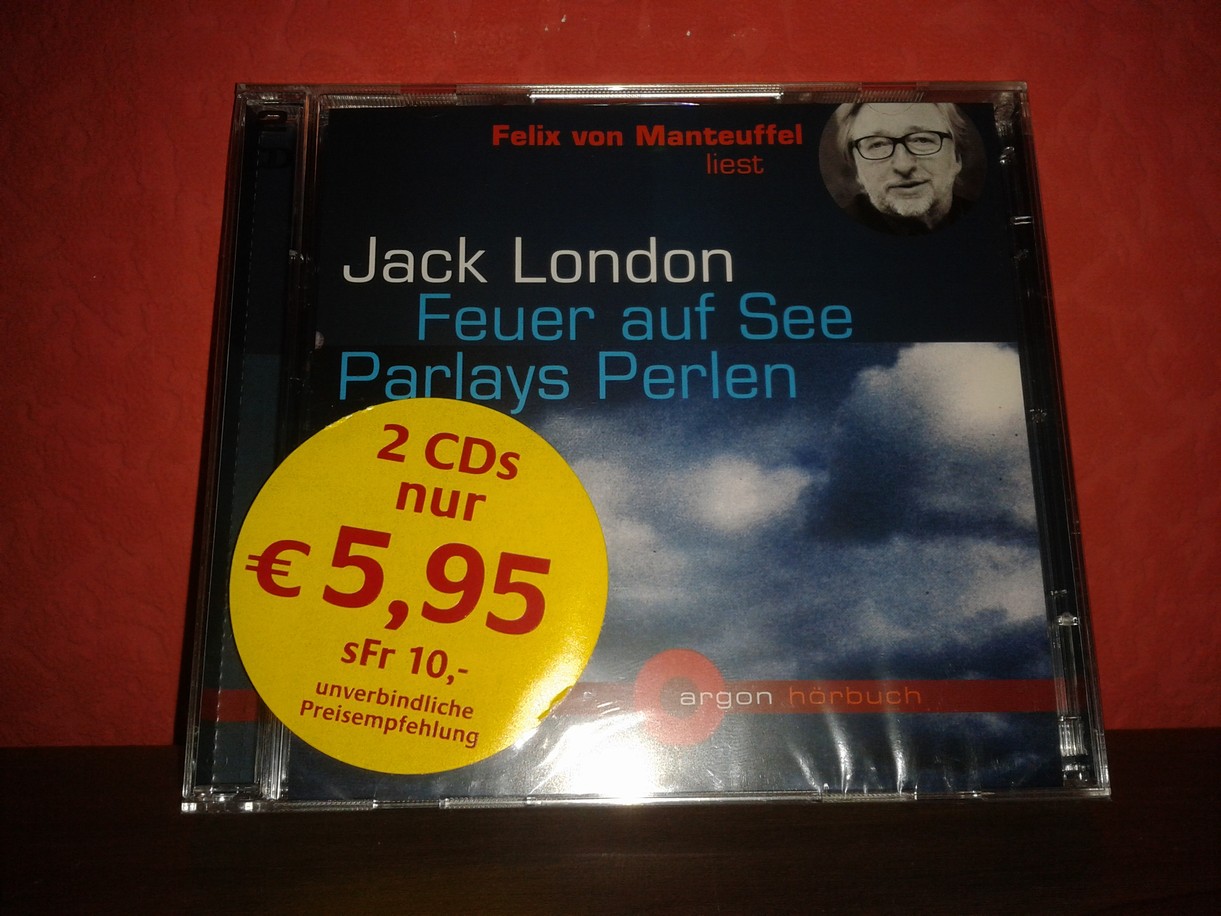 Felix von Manteuffel
liest
Jack London
Feuer auf See
Parlays Perlen
2 CDs
nur
€ 5,95
sFr 10,-
unverbindliche
Preisempfehlung
argon hörbuch